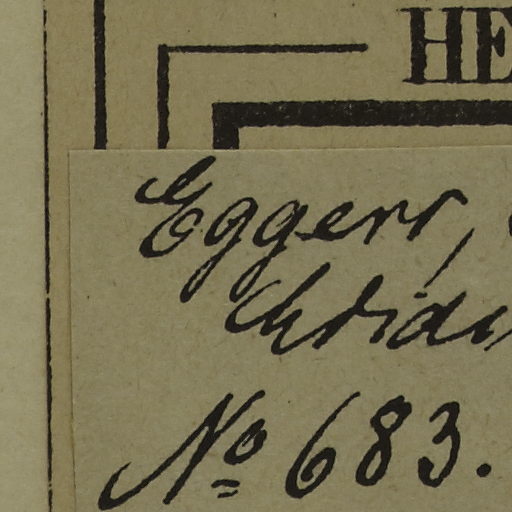 HE
Eggers,
No 683.